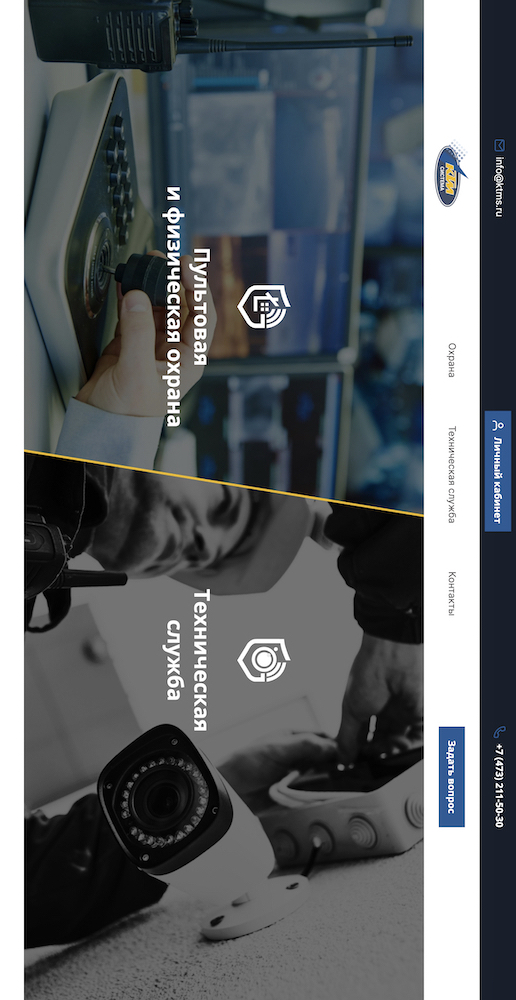 info@ktms.ru
Личный кабинет
+7 (473) 211-50-30
КТМ
СИСТЕМА
Охрана
Техническая служба
Контакты
Задать вопрос
Пультовая
и физическая охрана
Техническая
служба